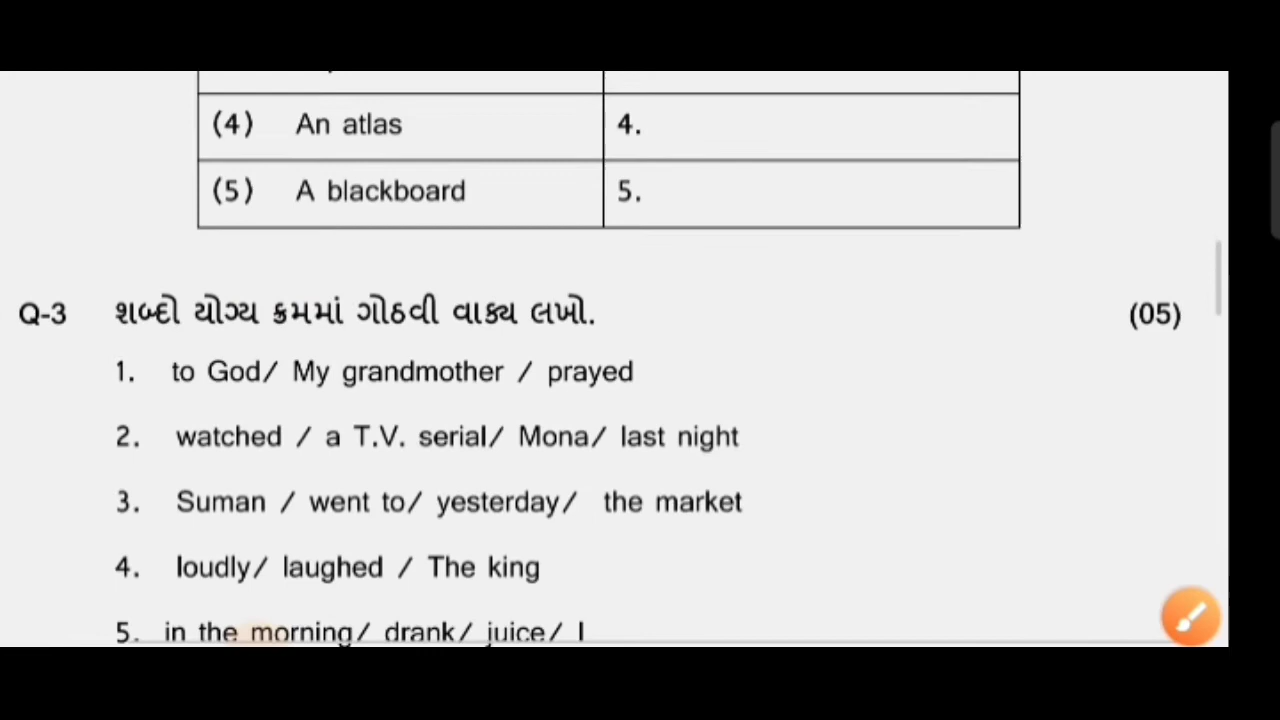 (4) An atlas 4.
(5) A blackboard 5.
Q-3 શબ્દો યોગ્ય ક્રમમાં ગોઠવી વાક્ય લખો. (05)
1. to God/ My grandmother / prayed
2. watched / a T.V. serial/ Mona/ last night
3. Suman / went to/ yesterday/ the market
4. loudly/ laughed / The king
5. in the morning/ drank/ juice/ I